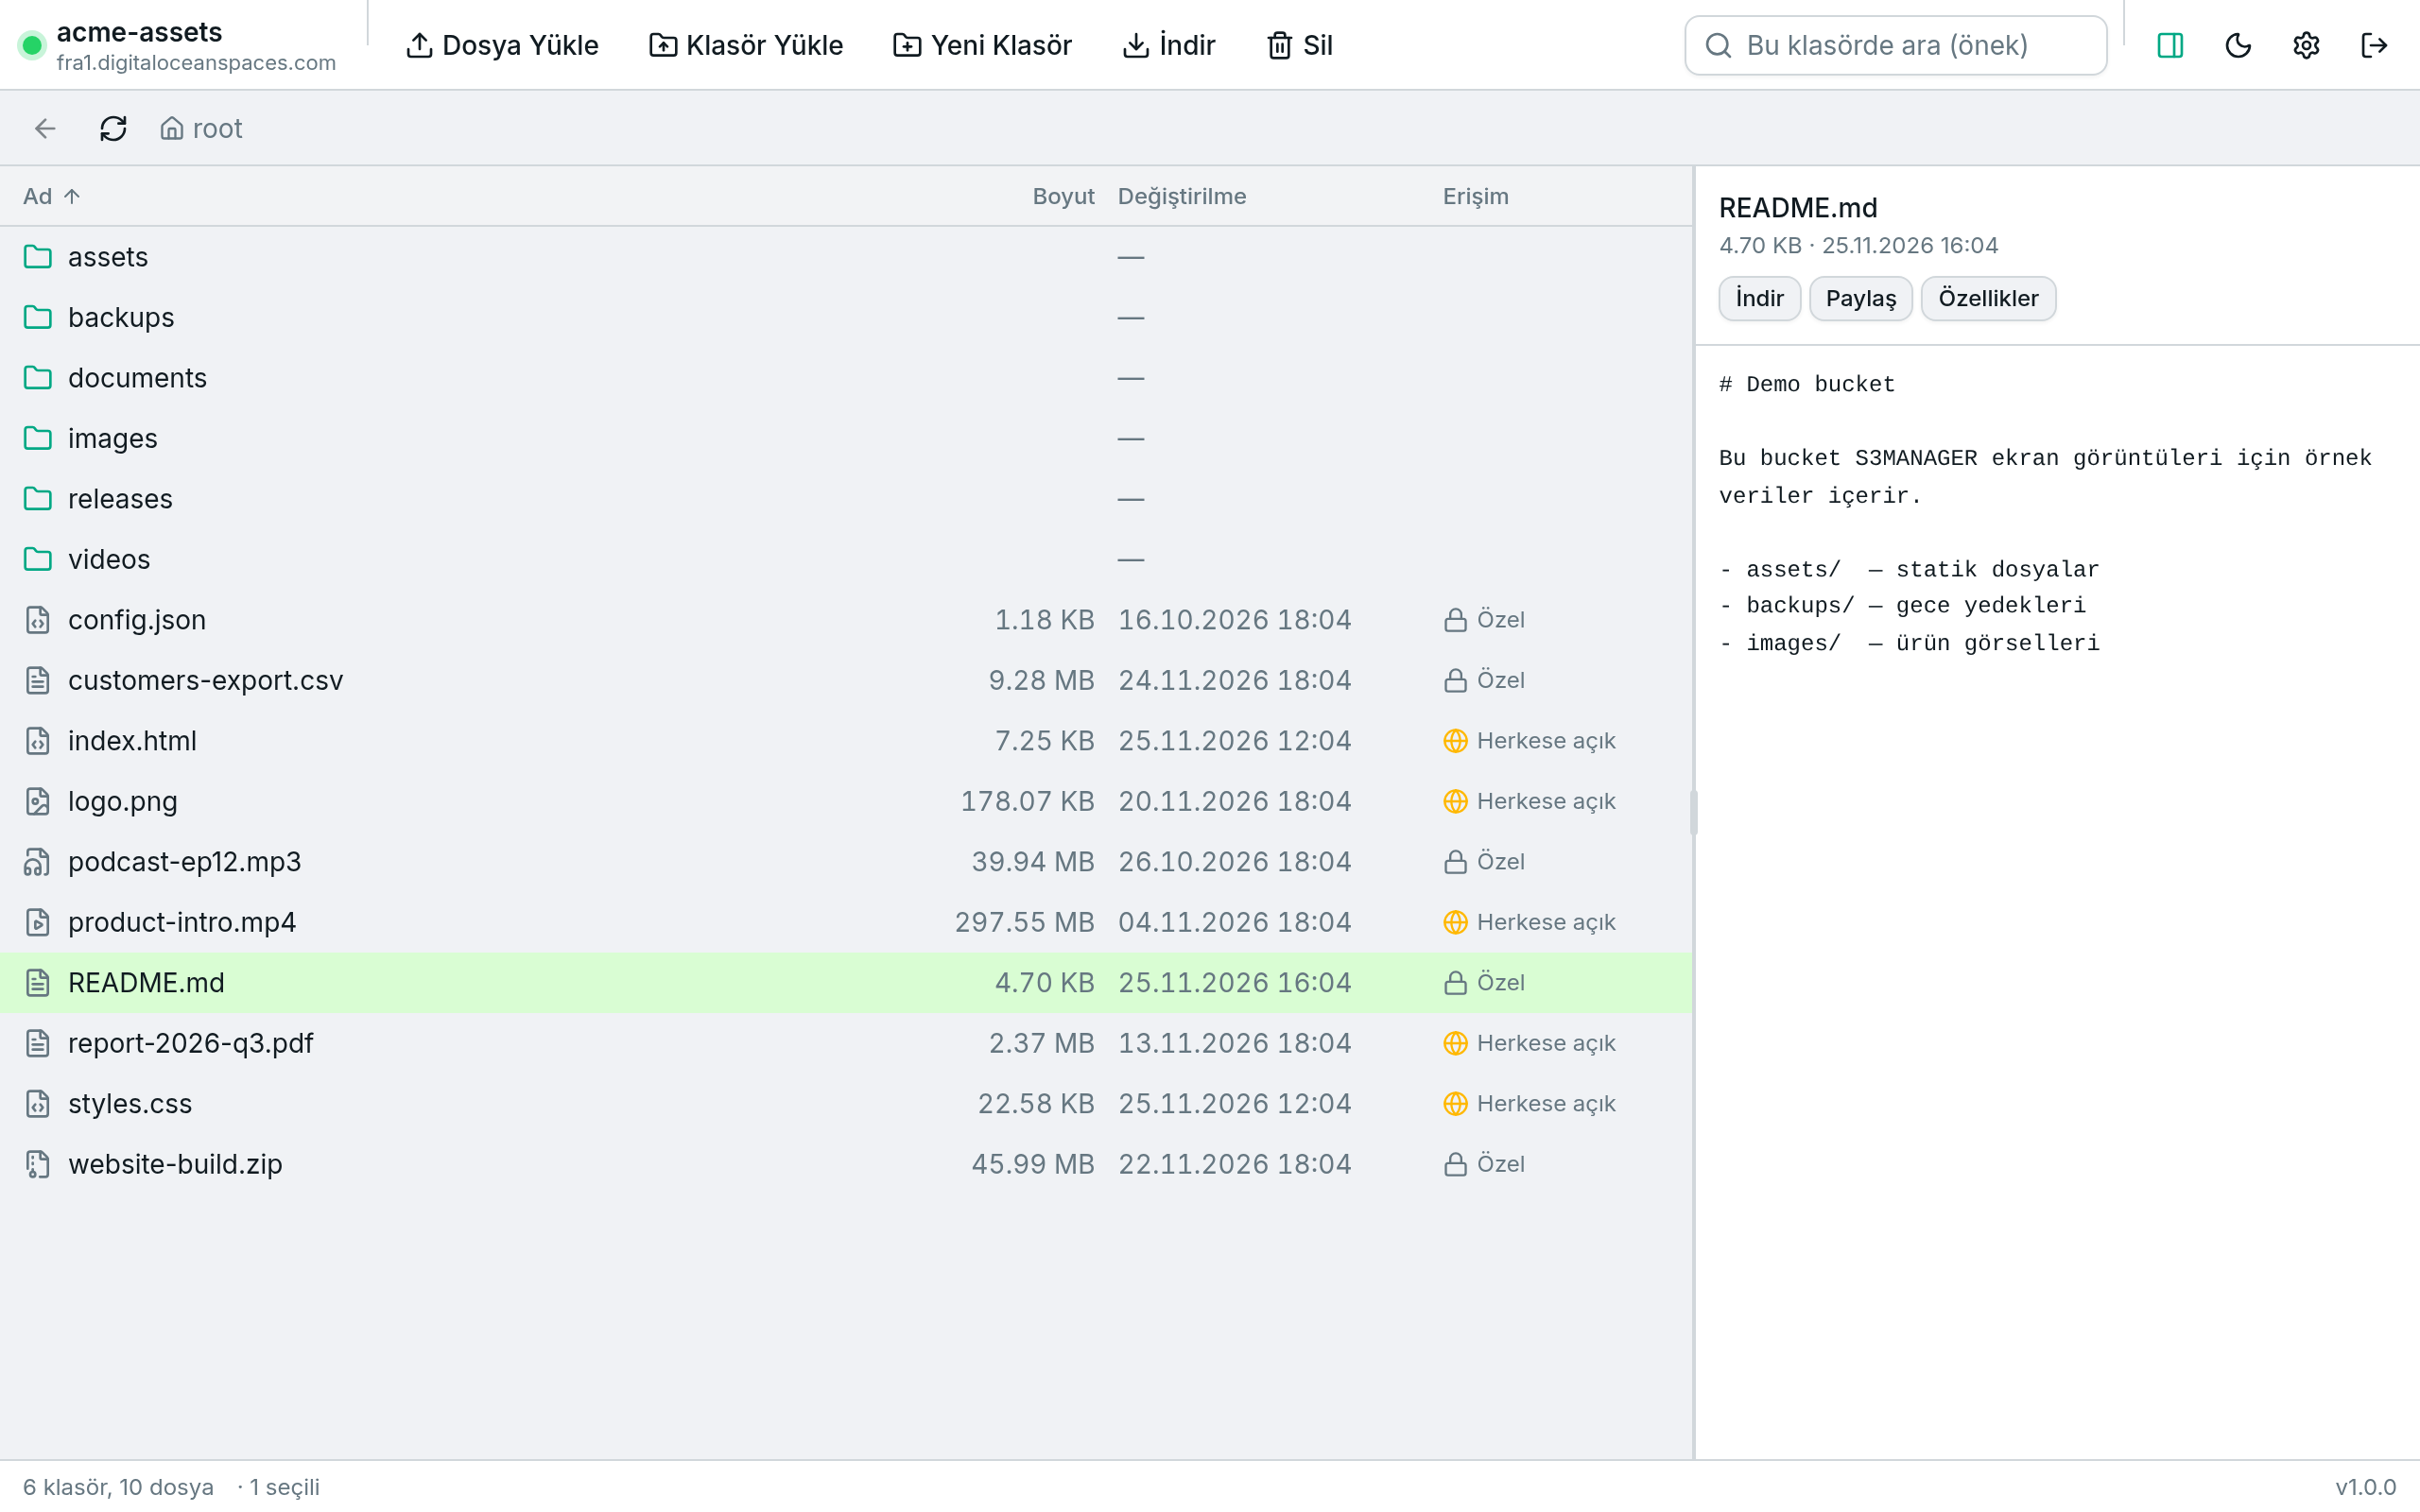 acme-assets
fra1.digitaloceanspaces.com
Dosya Yükle
Klasör Yükle
Yeni Klasör
İndir
Sil
Bu klasörde ara (önek)
root
Ad Boyut Değiştirilme Erişim
assets —
backups —
documents —
images —
releases —
videos —
config.json 1.18 KB 16.10.2026 18:04 Özel
customers-export.csv 9.28 MB 24.11.2026 18:04 Özel
index.html 7.25 KB 25.11.2026 12:04 Herkese açık
logo.png 178.07 KB 20.11.2026 18:04 Herkese açık
podcast-ep12.mp3 39.94 MB 26.10.2026 18:04 Özel
product-intro.mp4 297.55 MB 04.11.2026 18:04 Herkese açık
README.md 4.70 KB 25.11.2026 16:04 Özel
report-2026-q3.pdf 2.37 MB 13.11.2026 18:04 Herkese açık
styles.css 22.58 KB 25.11.2026 12:04 Herkese açık
website-build.zip 45.99 MB 22.11.2026 18:04 Özel
README.md
4.70 KB · 25.11.2026 16:04
İndir Paylaş Özellikler
# Demo bucket
Bu bucket S3MANAGER ekran görüntüleri için örnek
veriler içerir.
- assets/ — statik dosyalar
- backups/ — gece yedekleri
- images/ — ürün görselleri
6 klasör, 10 dosya · 1 seçili
v1.0.0